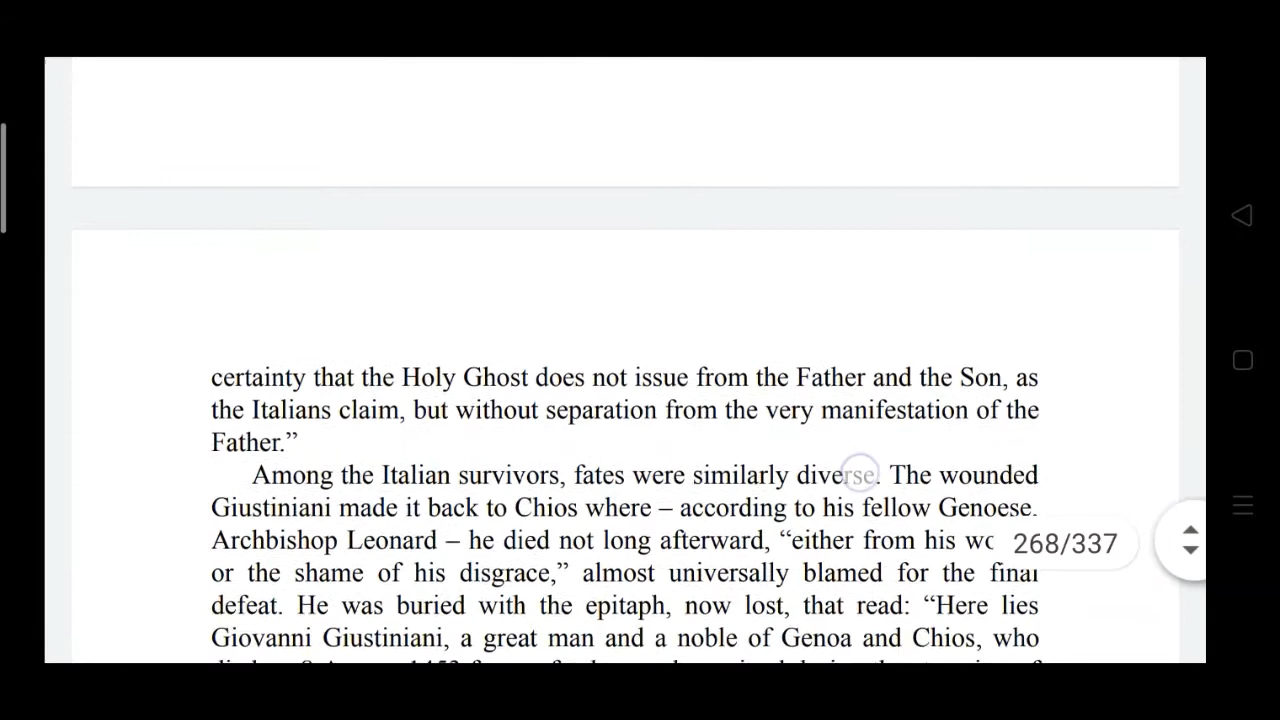 certainty that the Holy Ghost does not issue from the Father and the Son, as
the Italians claim, but without separation from the very manifestation of the
Father.”
Among the Italian survivors, fates were similarly diverse. The wounded
Giustiniani made it back to Chios where – according to his fellow Genoese.
Archbishop Leonard – he died not long afterward, “either from his
268/337
or the shame of his disgrace,” almost universally blamed for the final
defeat. He was buried with the epitaph, now lost, that read: “Here lies
Giovanni Giustiniani, a great man and a noble of Genoa and Chios, who